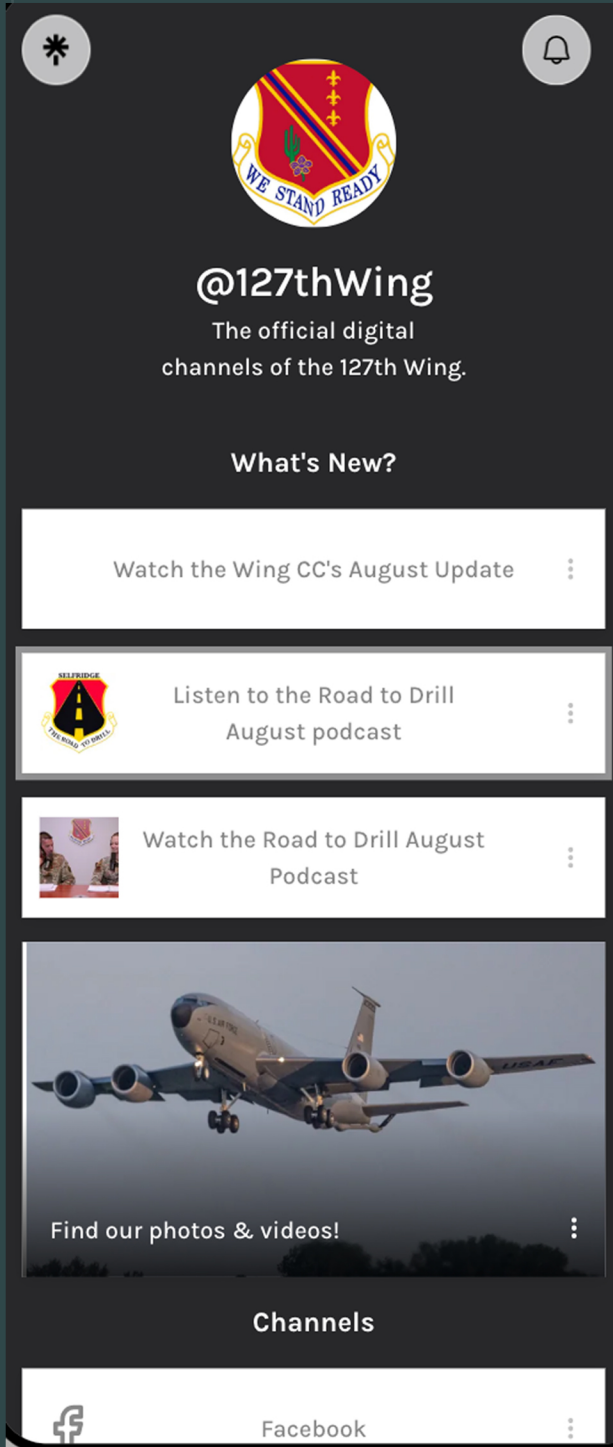 WE STAND READY
@127thWing
The official digital
channels of the 127th Wing.
What's New?
Watch the Wing CC's August Update
SELFRIDGE
THE ROAD TO DRILL
Listen to the Road to Drill
August podcast
Watch the Road to Drill August
Podcast
U.S. AIR FORCE
USAF
Find our photos & videos!
Channels
Facebook